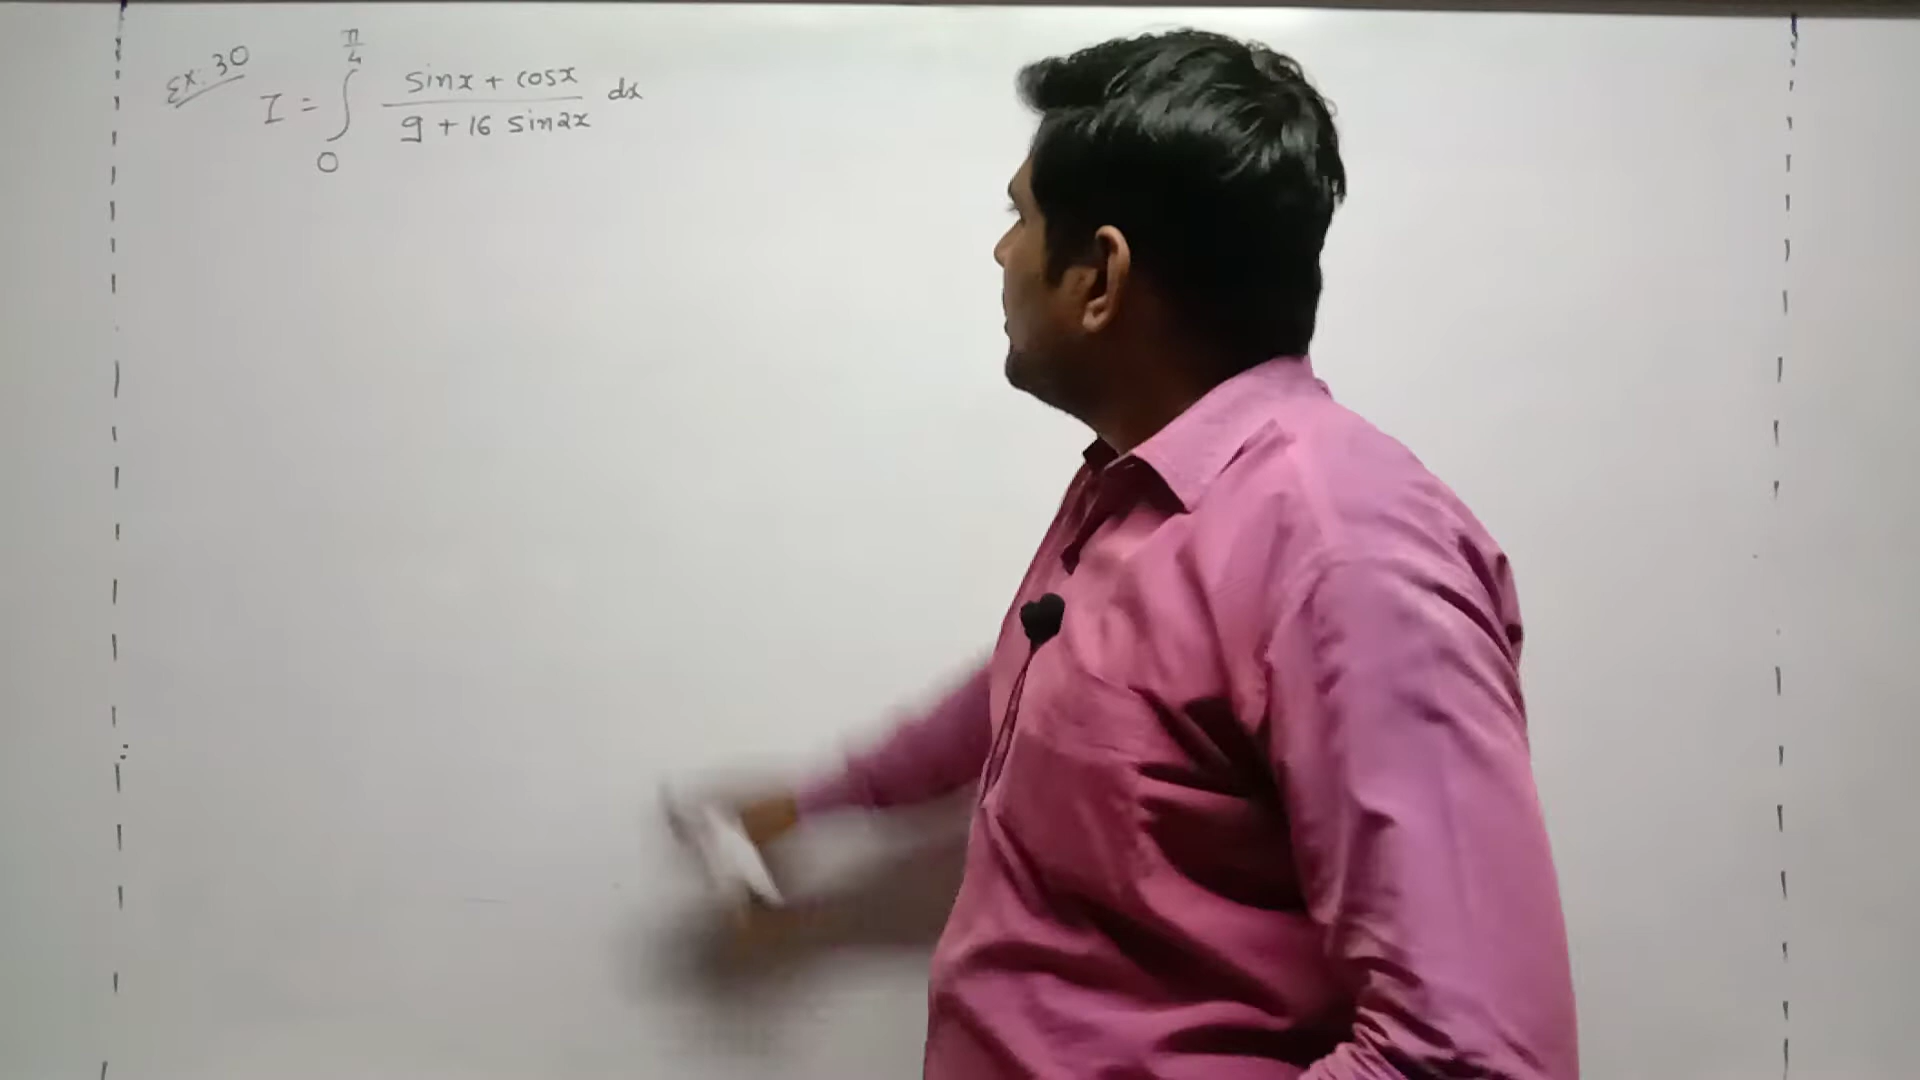 Ex. 30 I = ∫₀^(π/4) (sinx + cosx)/(9 + 16 sin2x) dx